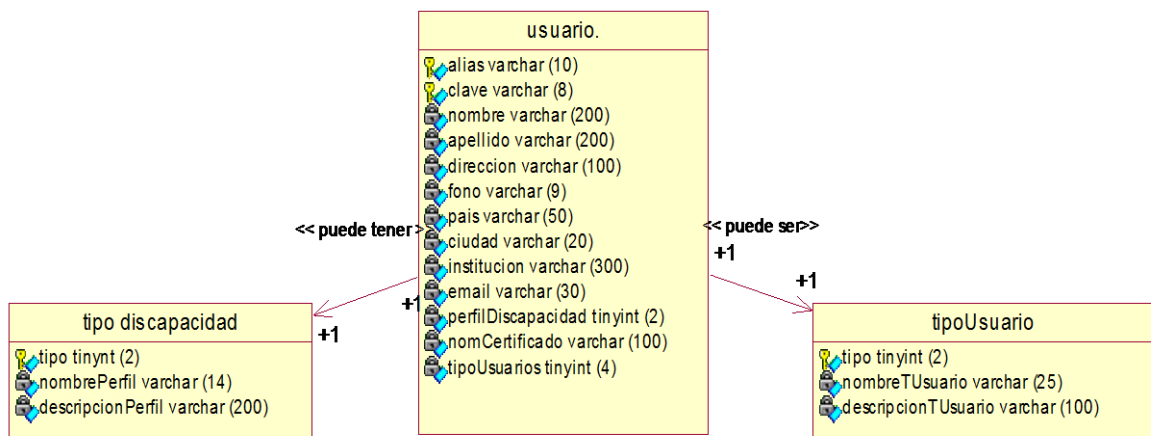 usuario.
alias varchar (10)
clave varchar (8)
nombre varchar (200)
apellido varchar (200)
direccion varchar (100)
fono varchar (9)
pais varchar (50)
ciudad varchar (20)
institucion varchar (300)
email varchar (30)
perfilDiscapacidad tinyint (2)
nomCertificado varchar (100)
tipoUsuarios tinyint (4)
<< puede tener >>
+1
+1
<< puede ser>>
+1
+1
tipo discapacidad
tipo tinynt (2)
nombrePerfil varchar (14)
descripcionPerfil varchar (200)
tipoUsuario
tipo tinyint (2)
nombreTUsuario varchar (25)
descripcionTUsuario varchar (100)